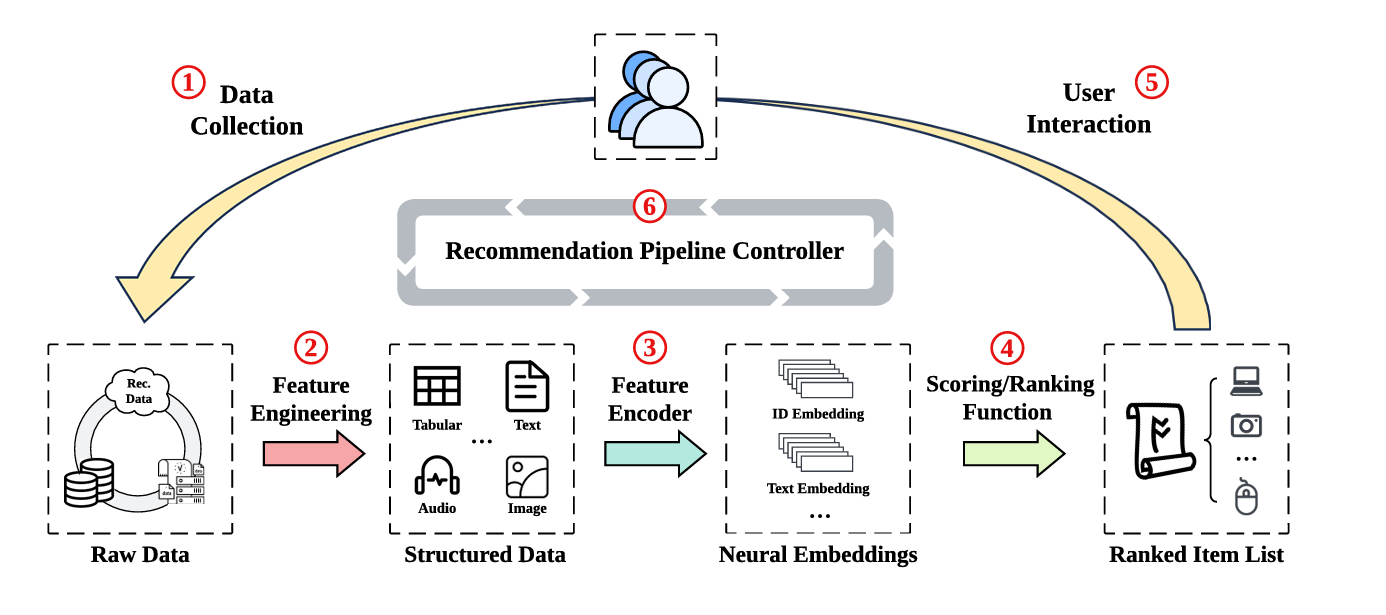 1
Data
Collection
User
Interaction
5
6
Recommendation Pipeline Controller
2
Feature
Engineering
3
Feature
Encoder
4
Scoring/Ranking
Function
Rec.
Data
Tabular
Text
...
Audio
Image
ID Embedding
Text Embedding
...
...
Raw Data
Structured Data
Neural Embeddings
Ranked Item List